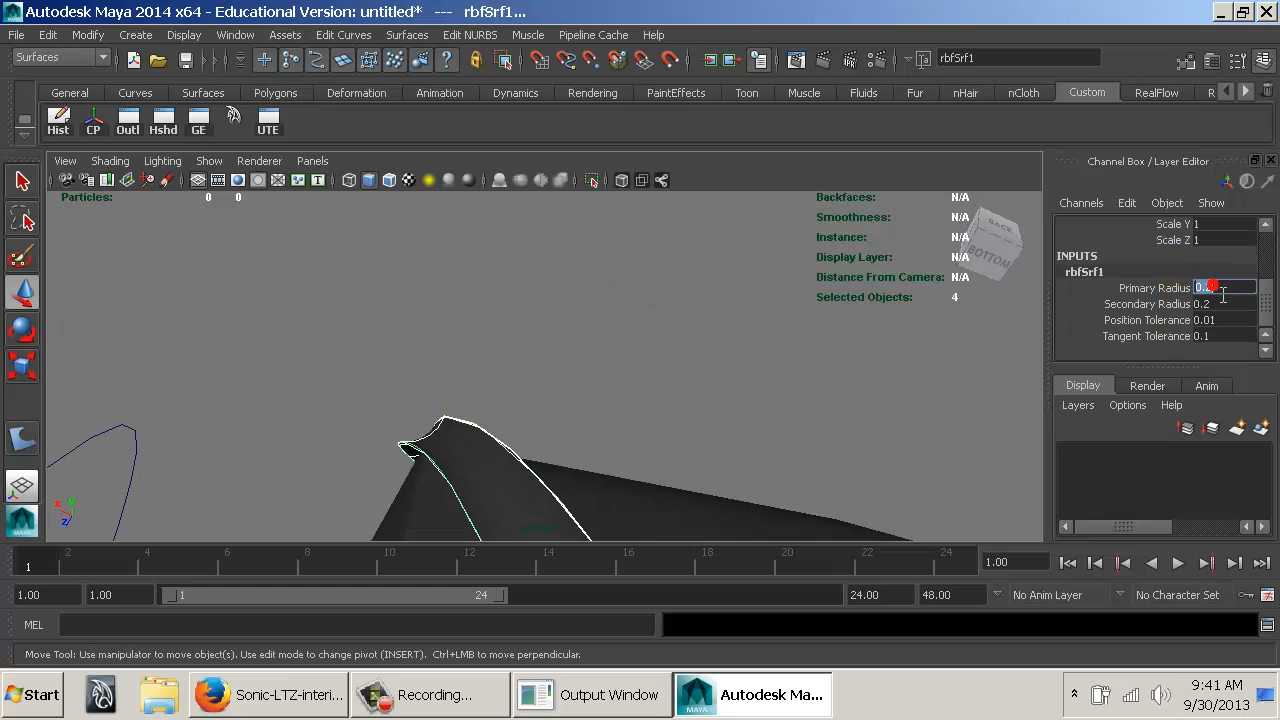 Autodesk Maya 2014 x64 - Educational Version: untitled* --- rbfSrf1...
File Edit Modify Create Display Window Assets Edit Curves Surfaces Edit NURBS Muscle Pipeline Cache Help
Surfaces
rbfSrf1
General Curves Surfaces Polygons Deformation Animation Dynamics Rendering PaintEffects Toon Muscle Fluids Fur nHair nCloth Custom RealFlow R
Hist CP Outl Hshd GE UTE
View Shading Lighting Show Renderer Panels
Channel Box / Layer Editor
Particles: 0 0
Backfaces: N/A
Smoothness: N/A
Instance: N/A
Display Layer: N/A
Distance From Camera: N/A
Selected Objects: 4
BACK
BOTTOM
Channels Edit Object Show
Scale Y 1
Scale Z 1
INPUTS
rbfSrf1
Primary Radius
Secondary Radius 0.2
Position Tolerance 0.01
Tangent Tolerance 0.1
Display Render Anim
Layers Options Help
x y z
2 4 6 8 10 12 14 16 18 20 22 24
1
1.00
1.00 1.00 1 24 24.00 48.00 No Anim Layer No Character Set
MEL
Move Tool: Use manipulator to move object(s). Use edit mode to change pivot (INSERT). Ctrl+LMB to move perpendicular.
Start Sonic-LTZ-interi... Recording... Output Window Autodesk Ma...
MAYA
9:41 AM
9/30/2013